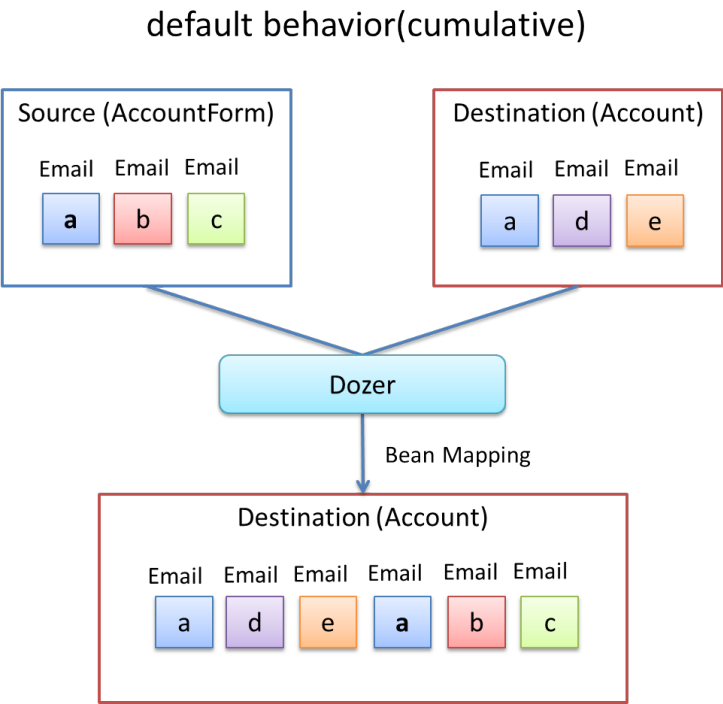 default behavior(cumulative)
Source (AccountForm)
Email Email Email
a b c
Destination (Account)
Email Email Email
a d e
Dozer
Bean Mapping
Destination (Account)
Email Email Email Email Email Email
a d e a b c